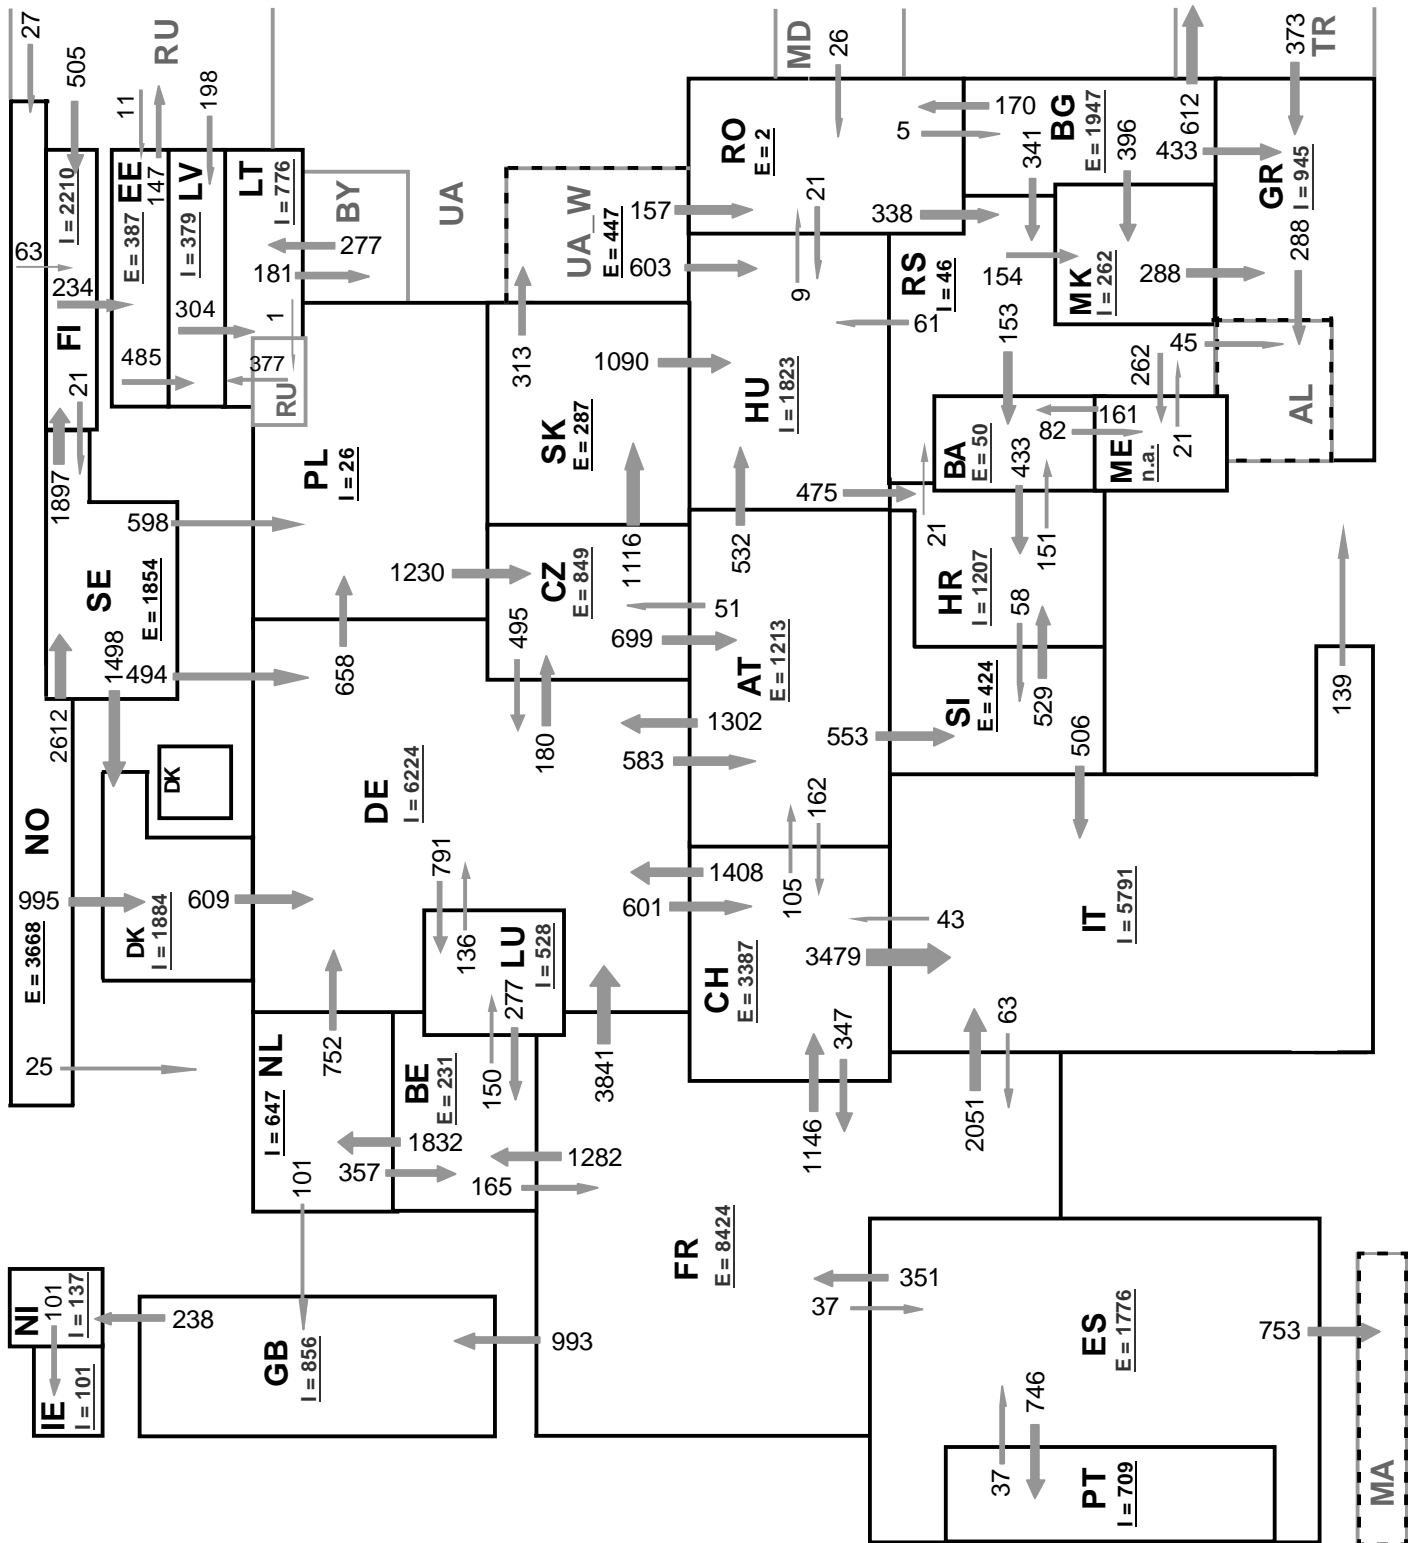 27
505
11
RU
147
198
63
I = 2210
234
FI
21
1897
EE
E = 387
485
LV
I = 379
304
LT
I = 776
277
181
1
377
RU
BY
UA
UA_W
E = 447
313
157
603
MD
26
RO
E = 2
21
9
170
5
338
341
BG
E = 1947
396
612
433
373
TR
GR
I = 945
288
RS
I = 46
61
154
MK
I = 262
288
153
45
262
AL
BA
E = 50
433
161
82
ME
n.a.
21
151
21
475
HR
I = 1207
58
529
SI
E = 424
506
553
139
SE
E = 1854
598
1498
494
2612
PL
I = 26
658
1230
SK
E = 287
1090
1116
CZ
E = 849
495
180
HU
I = 1823
532
51
699
AT
E = 1213
1302
583
162
105
NO
E = 3668
995
25
DK
DK
I = 1884
609
DE
I = 6224
791
136
LU
I = 528
277
150
1408
601
CH
E = 3387
3479
43
1146
347
IT
I = 5791
2051
63
752
NL
I = 647
101
BE
E = 231
1832
357
1282
165
3841
FR
E = 8424
993
NI
I = 137
101
238
IE
I = 101
GB
I = 856
351
37
ES
E = 1776
753
746
37
PT
I = 709
MA